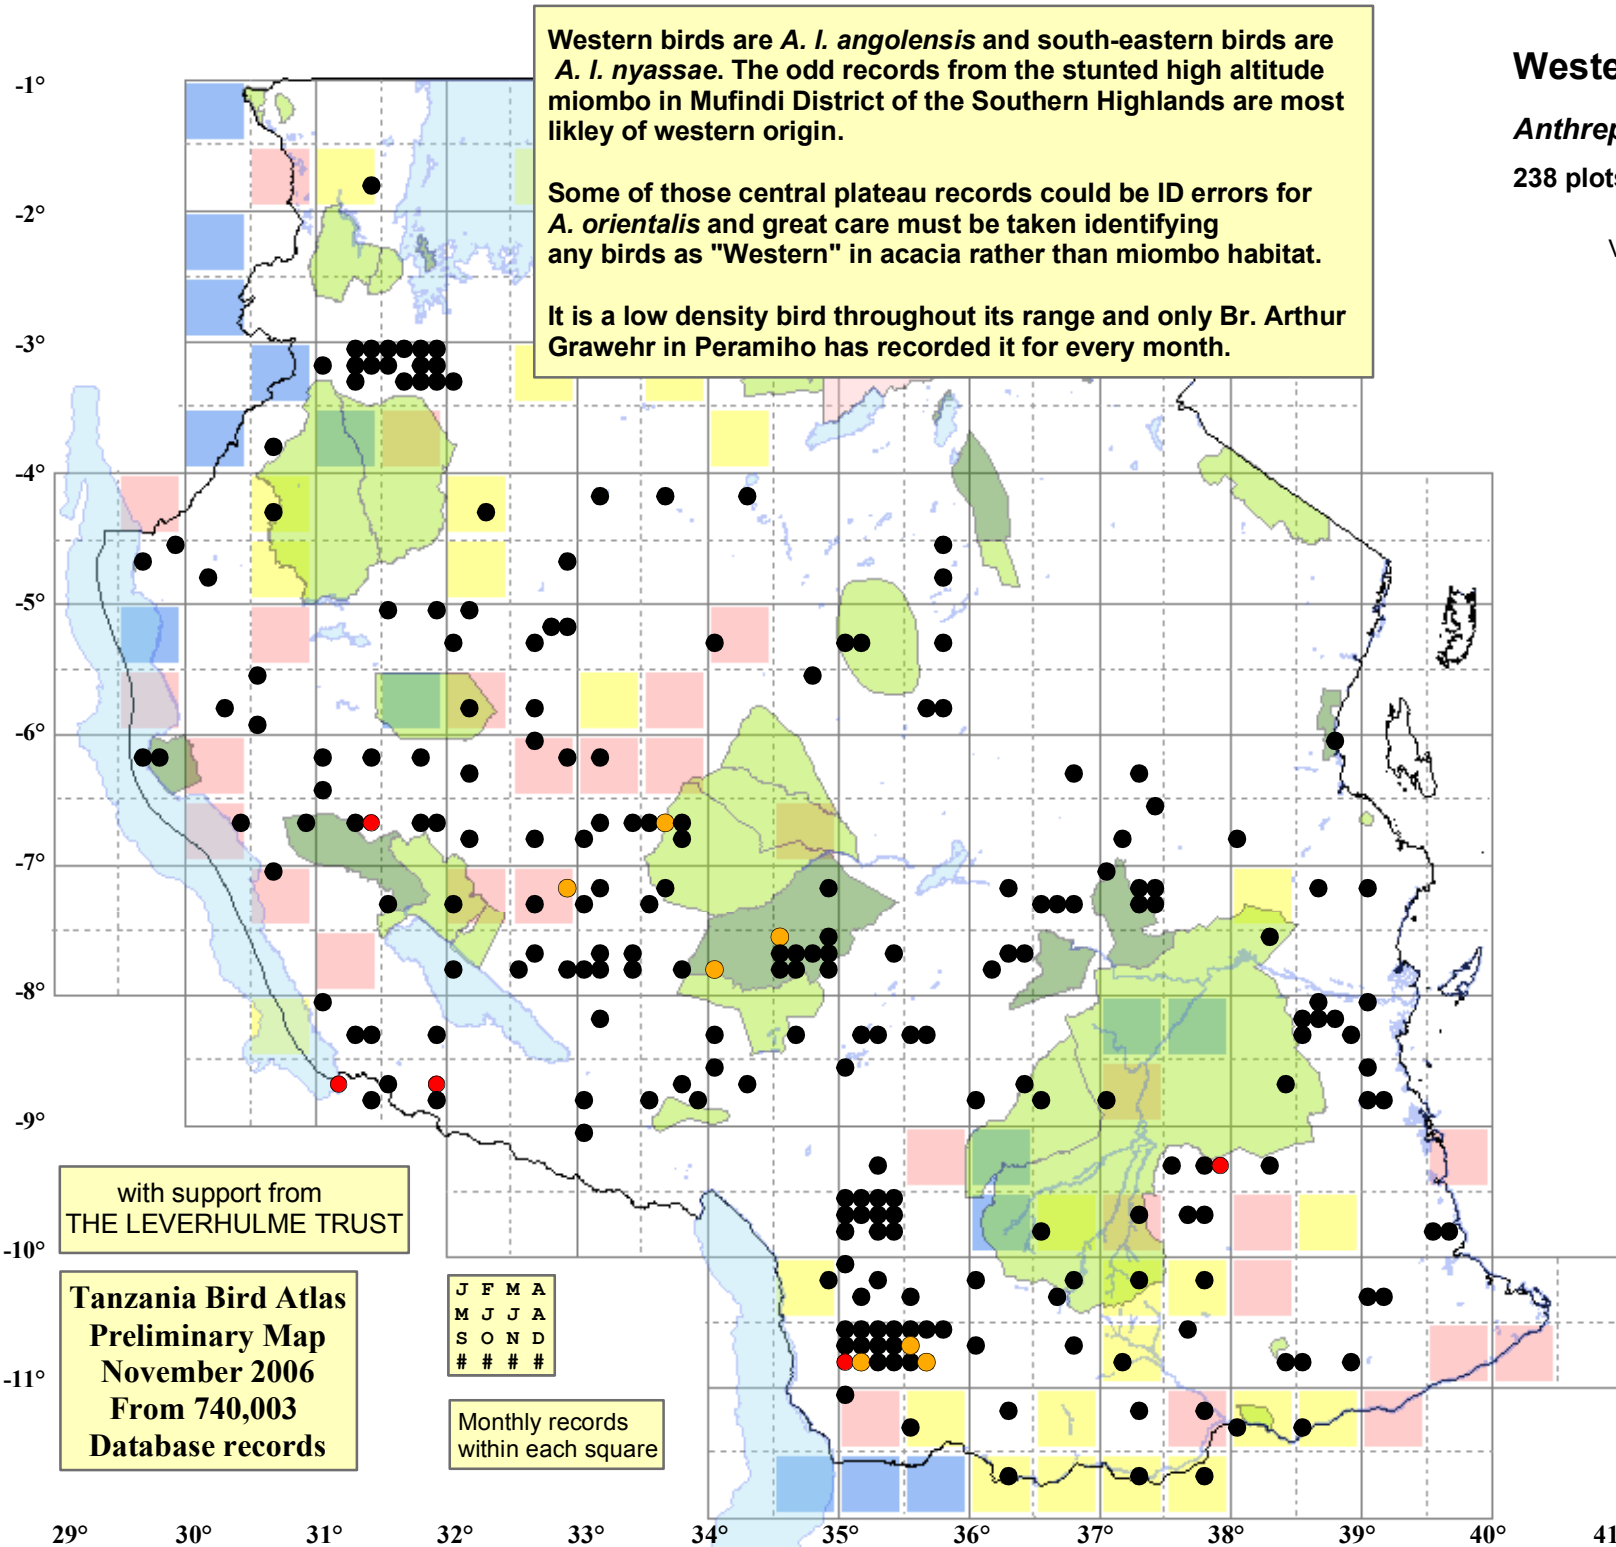 Western birds are A. l. angolensis and south-eastern birds are
A. l. nyassae. The odd records from the stunted high altitude
miombo in Mufindi District of the Southern Highlands are most
likley of western origin.
Some of those central plateau records could be ID errors for
A. orientalis and great care must be taken identifying
any birds as "Western" in acacia rather than miombo habitat.
It is a low density bird throughout its range and only Br. Arthur
Grawehr in Peramiho has recorded it for every month.
Weste
Anthrep
238 plots
V
-1°
-2°
-3°
-4°
-5°
-6°
-7°
-8°
-9°
-10°
-11°
with support from
THE LEVERHULME TRUST
Tanzania Bird Atlas
Preliminary Map
November 2006
From 740,003
Database records
J F M A
M J J A
S O N D
# # # #
Monthly records
within each square
29° 30° 31° 32° 33° 34° 35° 36° 37° 38° 39° 40° 41